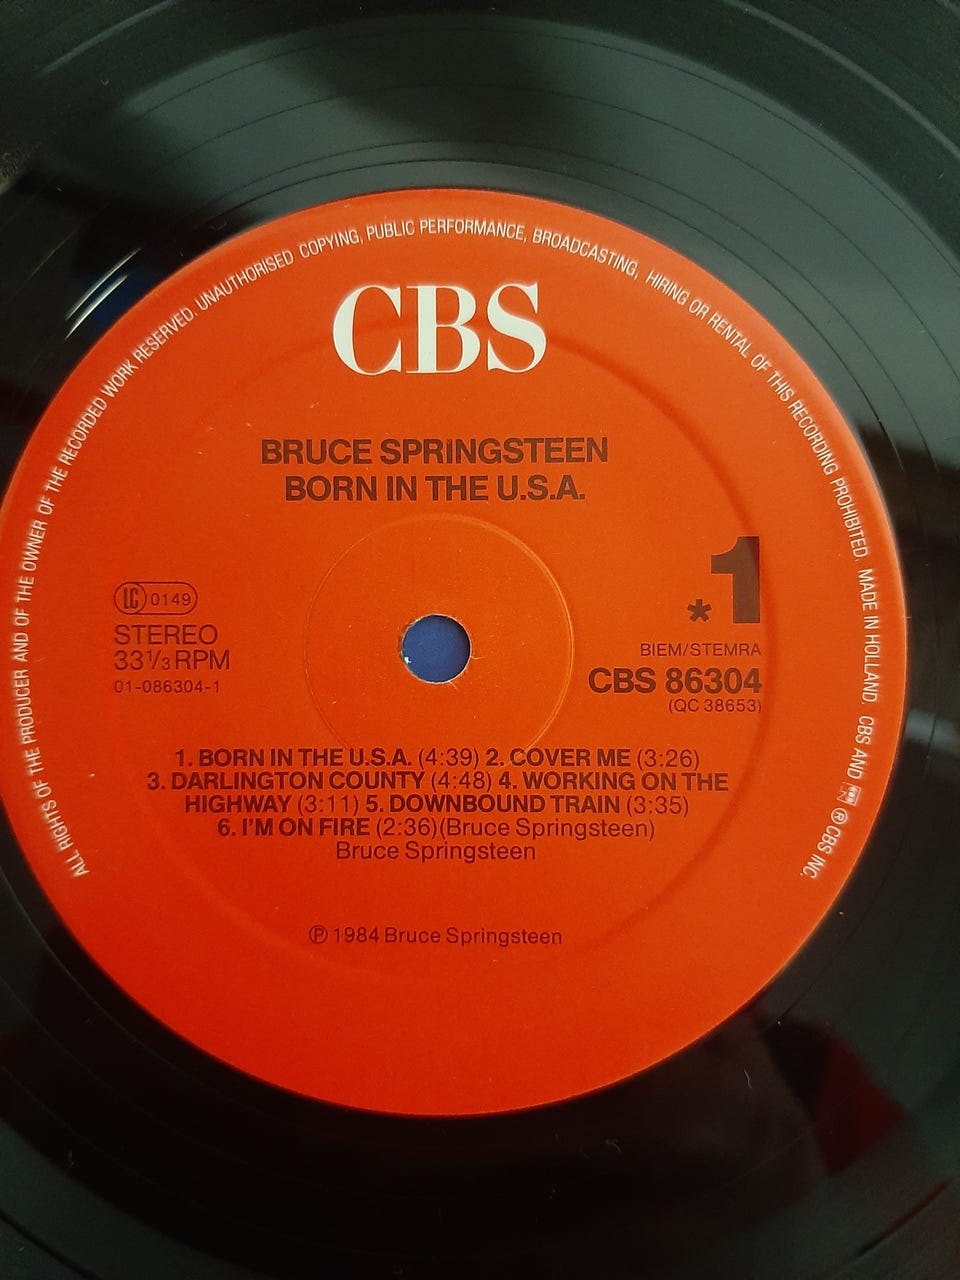 ALL RIGHTS OF THE PRODUCER AND OF THE OWNER OF THE RECORDED WORK RESERVED. UNAUTHORISED COPYING, PUBLIC PERFORMANCE, BROADCASTING, HIRING OR RENTAL OF THIS RECORDING PROHIBITED. MADE IN HOLLAND. CBS AND ® CBS INC.
CBS
BRUCE SPRINGSTEEN
BORN IN THE U.S.A.
*1
LC 0149
STEREO
33⅓ RPM
01-086304-1
BIEM/STEMRA
CBS 86304
(QC 38653)
1. BORN IN THE U.S.A. (4:39) 2. COVER ME (3:26)
3. DARLINGTON COUNTY (4:48) 4. WORKING ON THE
HIGHWAY (3:11) 5. DOWNBOUND TRAIN (3:35)
6. I'M ON FIRE (2:36) (Bruce Springsteen)
Bruce Springsteen
℗ 1984 Bruce Springsteen